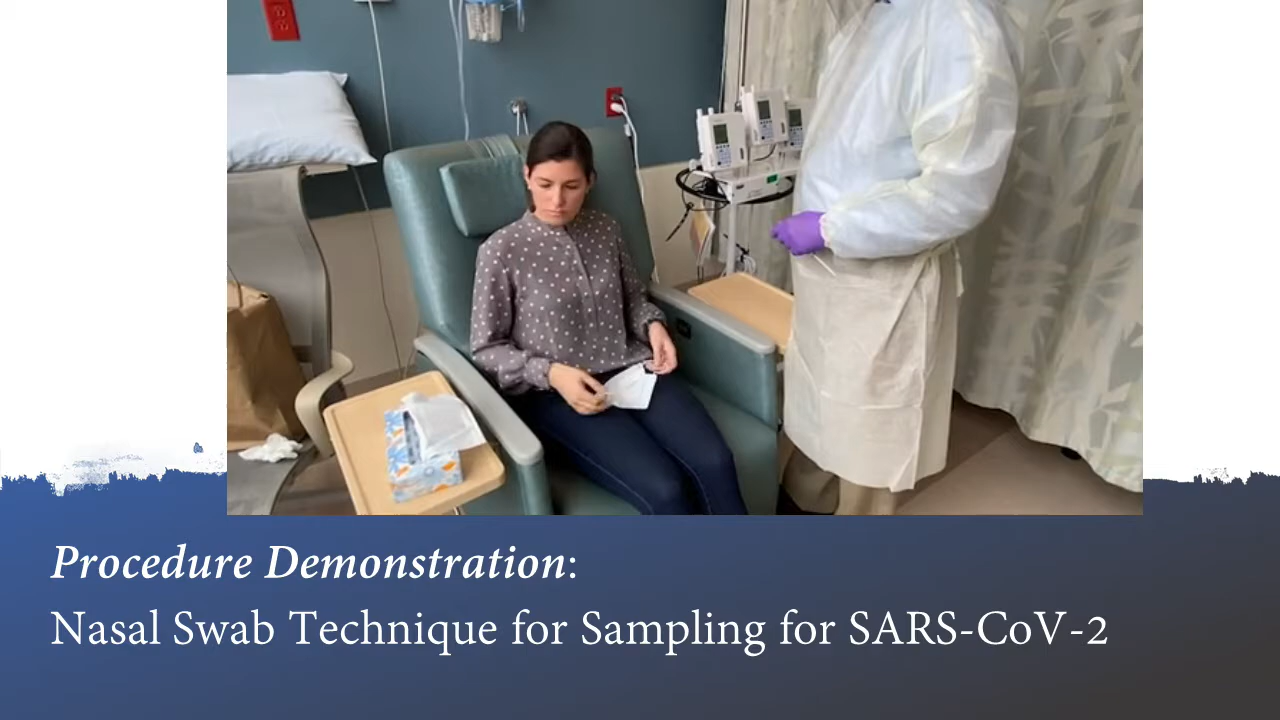 Procedure Demonstration:
Nasal Swab Technique for Sampling for SARS-CoV-2